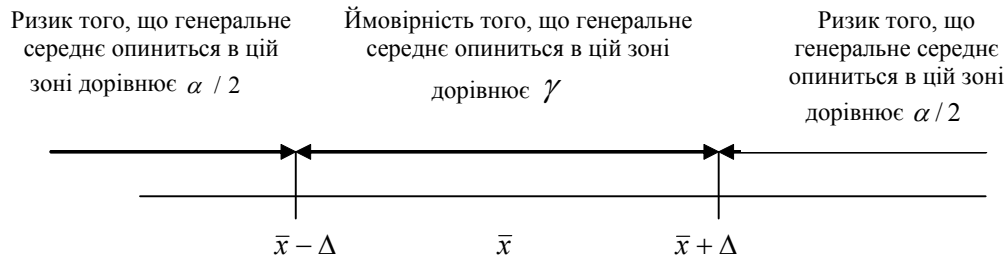 Ризик того, що генеральне
середнє опиниться в цій
зоні дорівнює α / 2
Ймовірність того, що генеральне
середнє опиниться в цій зоні
дорівнює γ
Ризик того, що
генеральне середнє
опиниться в цій зоні
дорівнює α / 2
x̄ − Δ
x̄
x̄ + Δ